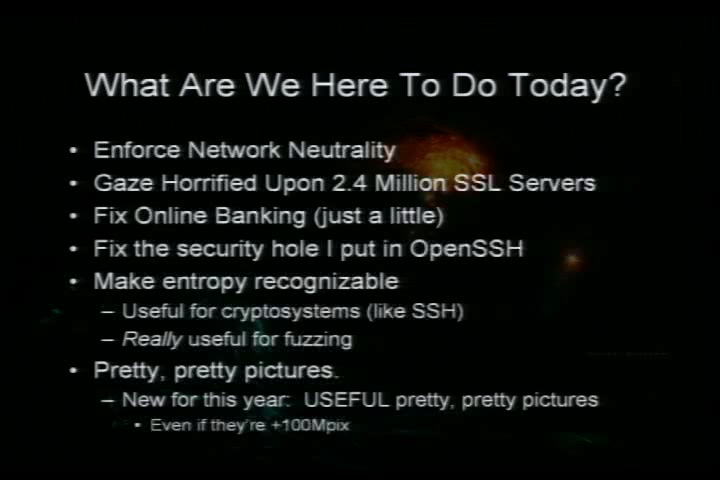 What Are We Here To Do Today?
• Enforce Network Neutrality
• Gaze Horrified Upon 2.4 Million SSL Servers
• Fix Online Banking (just a little)
• Fix the security hole I put in OpenSSH
• Make entropy recognizable
– Useful for cryptosystems (like SSH)
– Really useful for fuzzing
• Pretty, pretty pictures.
– New for this year: USEFUL pretty, pretty pictures
• Even if they're +100Mpix